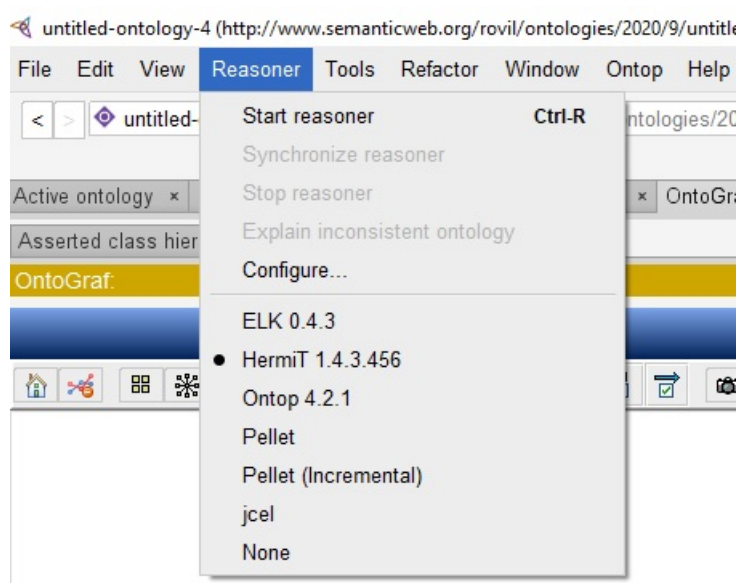 untitled-ontology-4 (http://www.semanticweb.org/rovil/ontologies/2020/9/untitle
File Edit View Reasoner Tools Refactor Window Ontop Help
< > untitled- ntologies/20
Start reasoner Ctrl-R
Synchronize reasoner
Active ontology × Stop reasoner × OntoGra
Asserted class hier Explain inconsistent ontology
OntoGraf: Configure...
ELK 0.4.3
HermiT 1.4.3.456
Ontop 4.2.1
Pellet
Pellet (Incremental)
jcel
None